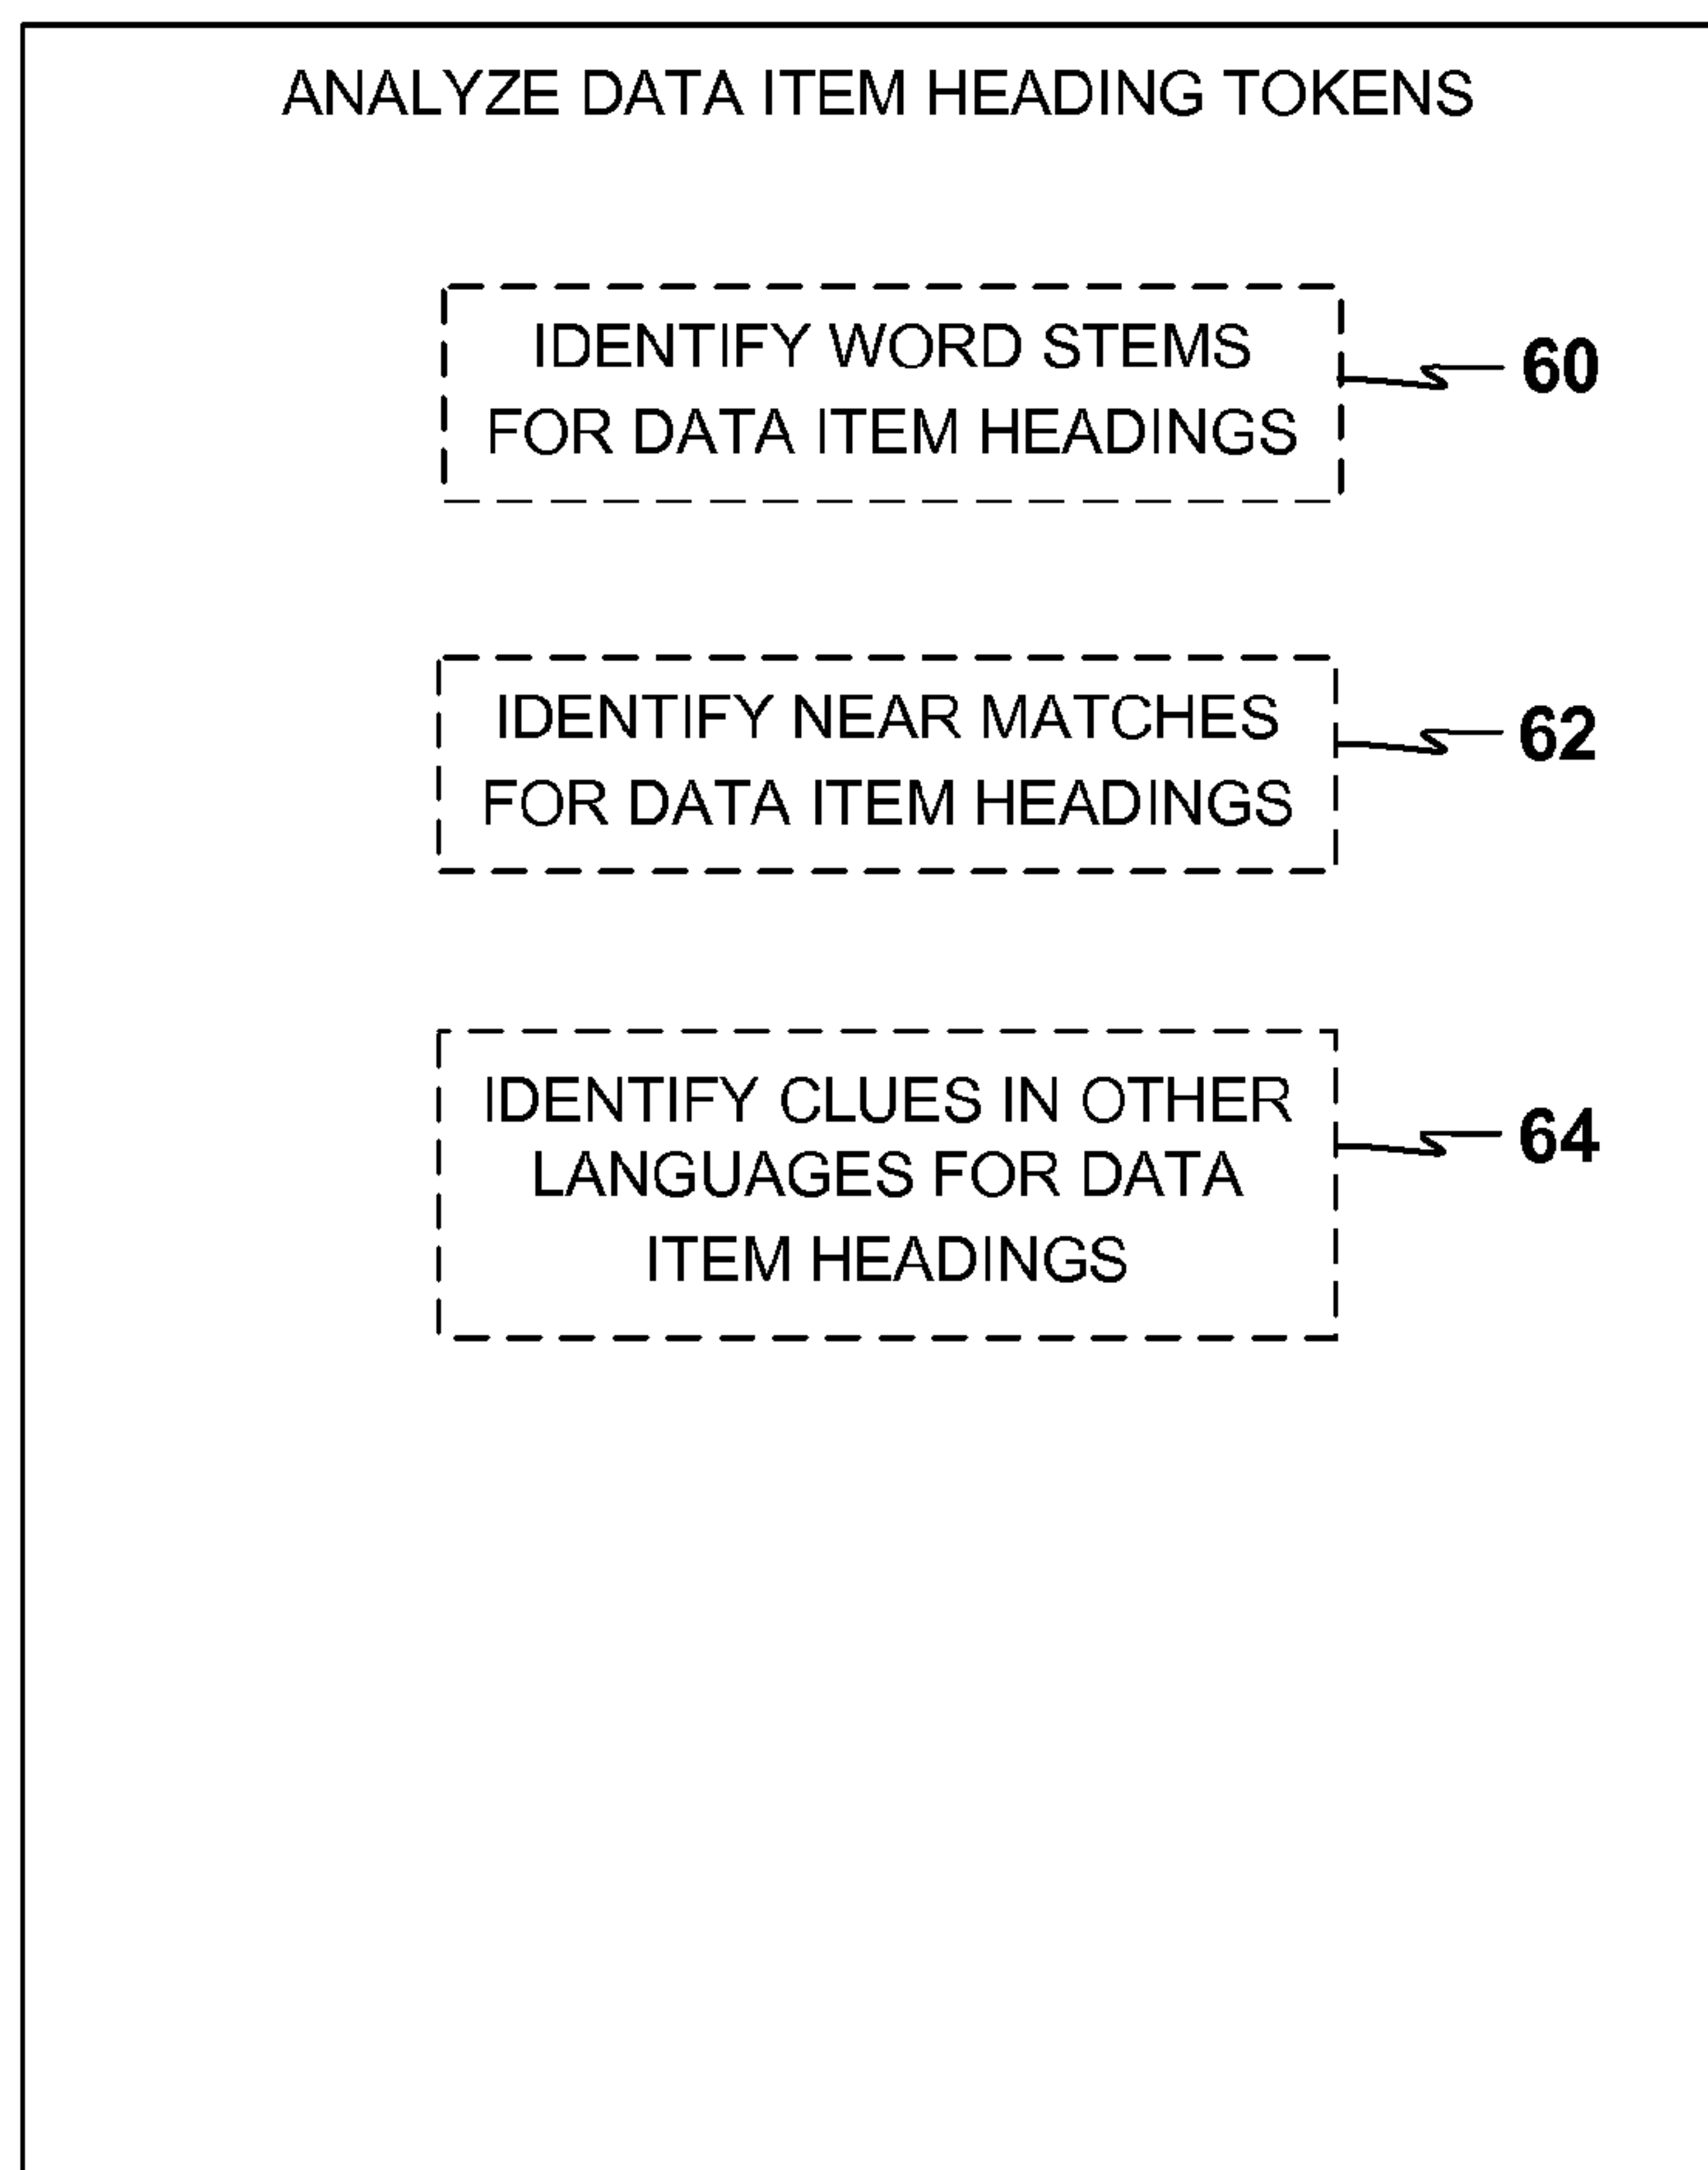 ANALYZE DATA ITEM HEADING TOKENS
IDENTIFY WORD STEMS
FOR DATA ITEM HEADINGS
60
IDENTIFY NEAR MATCHES
FOR DATA ITEM HEADINGS
62
IDENTIFY CLUES IN OTHER
LANGUAGES FOR DATA
ITEM HEADINGS
64